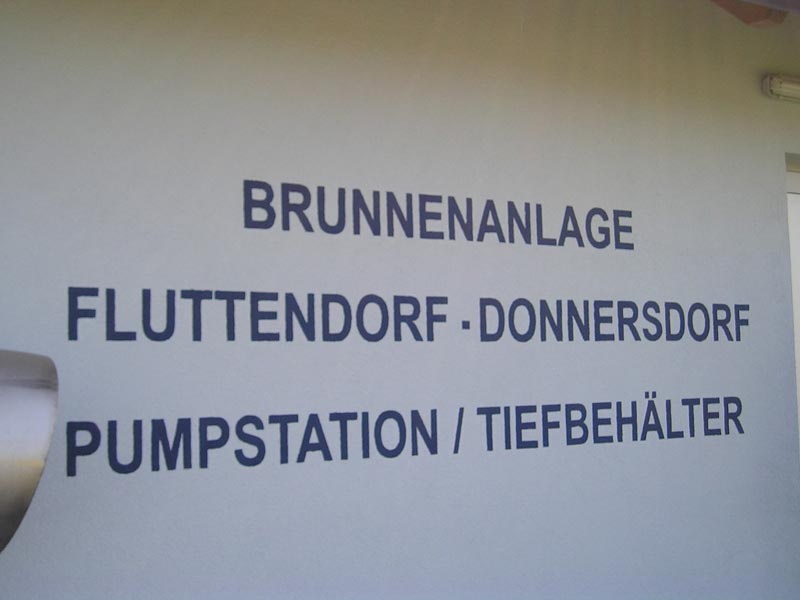 BRUNNENANLAGE
FLUTTENDORF - DONNERSDORF
PUMPSTATION / TIEFBEHÄLTER